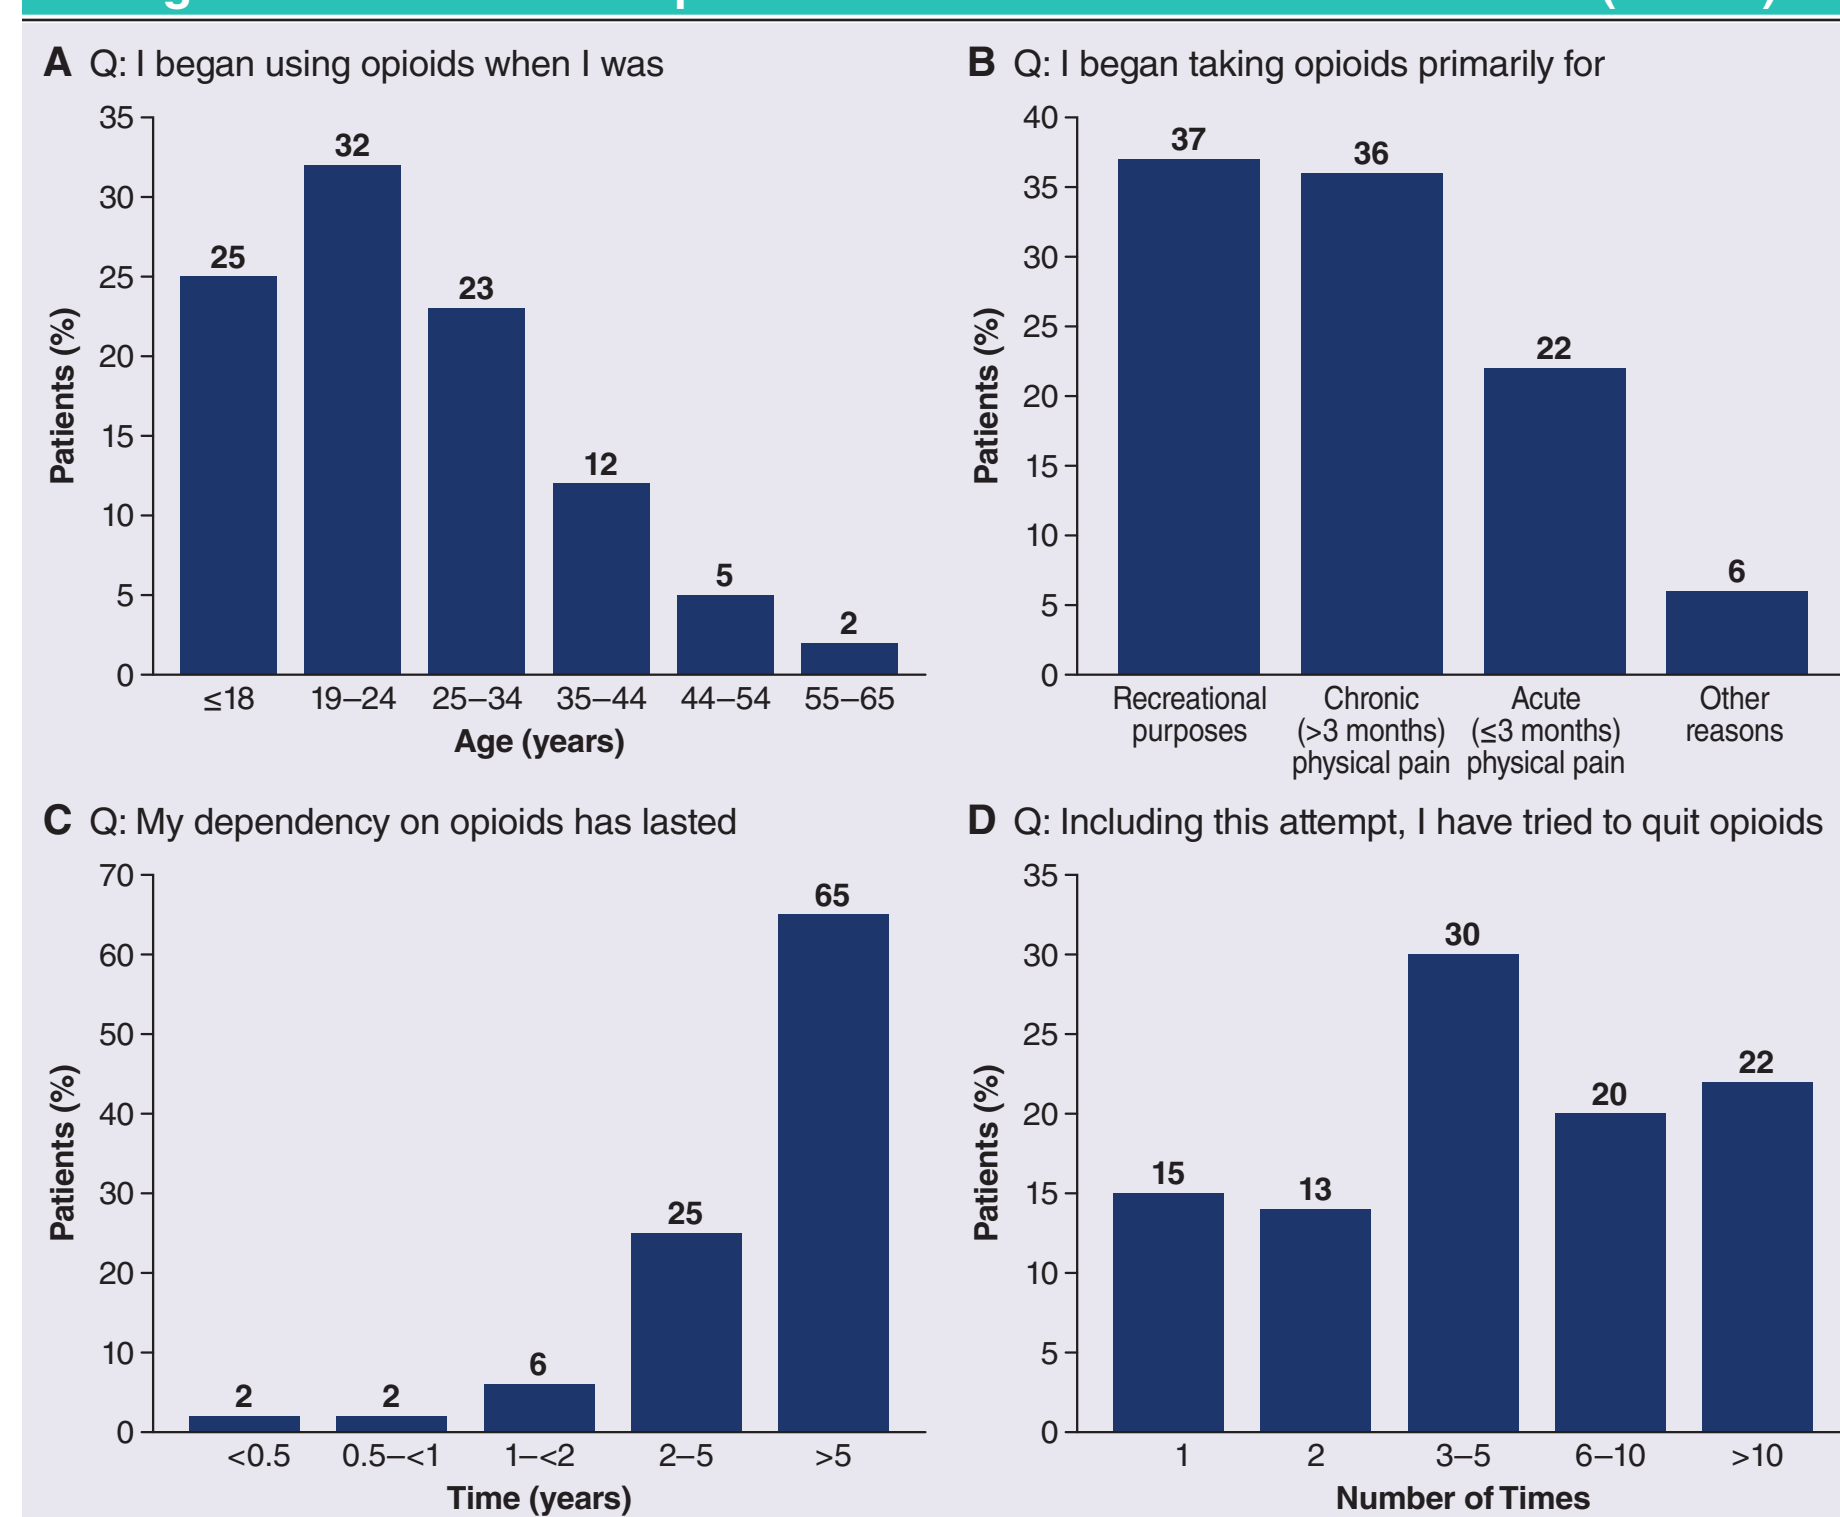 A Q: I began using opioids when I was
35
30
25
20
15
10
5
0
Patients (%)
25
32
23
12
5
2
≤18 19–24 25–34 35–44 44–54 55–65
Age (years)
B Q: I began taking opioids primarily for
40
35
30
25
20
15
10
5
0
Patients (%)
37
36
22
6
Recreational purposes
Chronic (>3 months) physical pain
Acute (≤3 months) physical pain
Other reasons
C Q: My dependency on opioids has lasted
70
60
50
40
30
20
10
0
Patients (%)
2
2
6
25
65
<0.5 0.5–<1 1–<2 2–5 >5
Time (years)
D Q: Including this attempt, I have tried to quit opioids
35
30
25
20
15
10
5
0
Patients (%)
15
13
30
20
22
1 2 3–5 6–10 >10
Number of Times